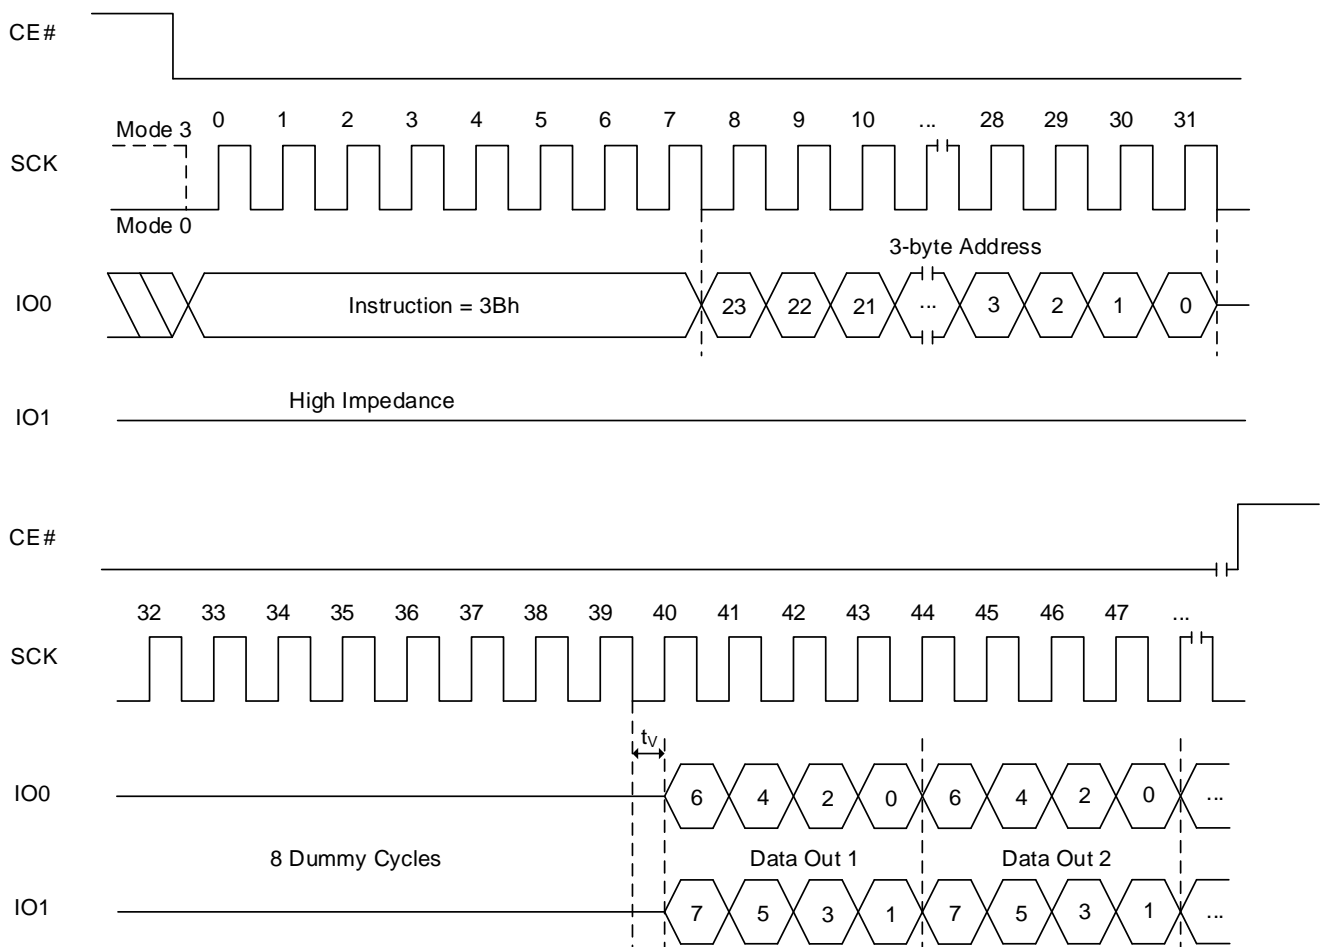 CE#
Mode 3 0 1 2 3 4 5 6 7 8 9 10 ... 28 29 30 31
SCK
Mode 0
3-byte Address
IO0 Instruction = 3Bh 23 22 21 ... 3 2 1 0
High Impedance
IO1
CE#
32 33 34 35 36 37 38 39 40 41 42 43 44 45 46 47 ...
SCK
tV
IO0 6 4 2 0 6 4 2 0 ...
8 Dummy Cycles Data Out 1 Data Out 2
IO1 7 5 3 1 7 5 3 1 ...